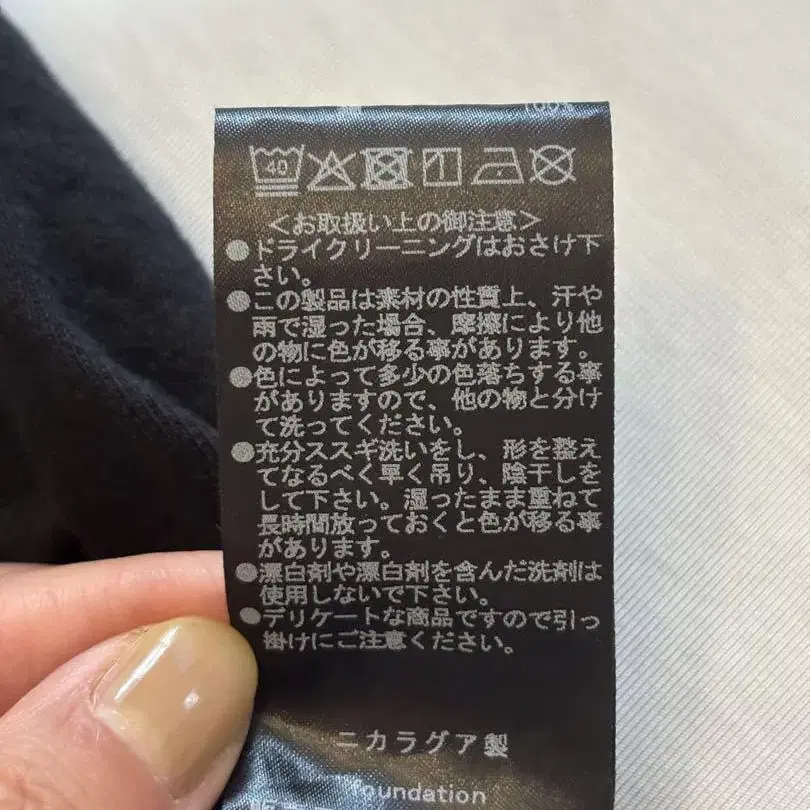 100%
40
<お取扱い上の御注意>
●ドライクリーニングはおさけ下
さい。
●この製品は素材の性質上、汗や
雨で湿った場合、摩擦により他
の物に色が移る事があります。
●色によって多少の色落ちする事
がありますので、他の物と分け
て洗ってください。
●充分ススギ洗いをし、形を整え
てなるべく早く吊り、陰干しを
して下さい。湿ったまま重ねて
長時間放っておくと色が移る事
があります。
●漂白剤や漂白剤を含んだ洗剤は
使用しないで下さい。
●デリケートな商品ですので引っ
掛けにご注意ください。
ニカラグア製
foundation